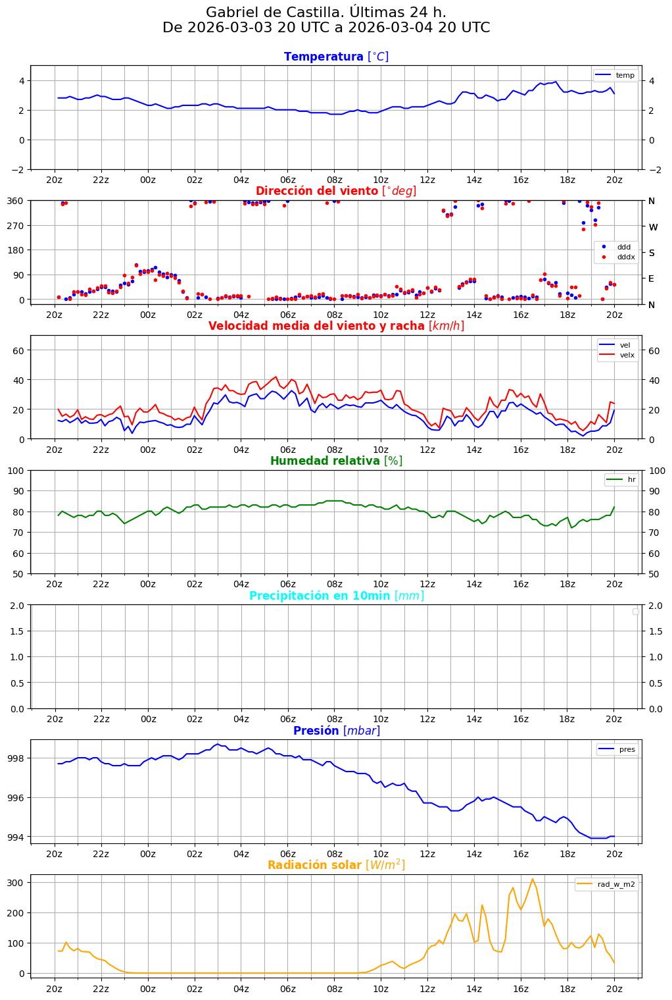 Gabriel de Castilla. Últimas 24 h.
De 2026-03-03 20 UTC a 2026-03-04 20 UTC
Temperatura [°C]
4
2
0
−2
temp
4
2
0
−2
20z 22z 00z 02z 04z 06z 08z 10z 12z 14z 16z 18z 20z
Dirección del viento [°deg]
360
270
180
90
0
ddd
dddx
N
W
S
E
N
20z 22z 00z 02z 04z 06z 08z 10z 12z 14z 16z 18z 20z
Velocidad media del viento y racha [km/h]
60
40
20
0
vel
velx
60
40
20
0
20z 22z 00z 02z 04z 06z 08z 10z 12z 14z 16z 18z 20z
Humedad relativa [%]
100
90
80
70
60
50
hr
100
90
80
70
60
50
20z 22z 00z 02z 04z 06z 08z 10z 12z 14z 16z 18z 20z
Precipitación en 10min [mm]
2.0
1.5
1.0
0.5
0.0
2.0
1.5
1.0
0.5
0.0
20z 22z 00z 02z 04z 06z 08z 10z 12z 14z 16z 18z 20z
Presión [mbar]
998
996
994
pres
20z 22z 00z 02z 04z 06z 08z 10z 12z 14z 16z 18z 20z
Radiación solar [W/m²]
300
200
100
0
rad_w_m2
20z 22z 00z 02z 04z 06z 08z 10z 12z 14z 16z 18z 20z